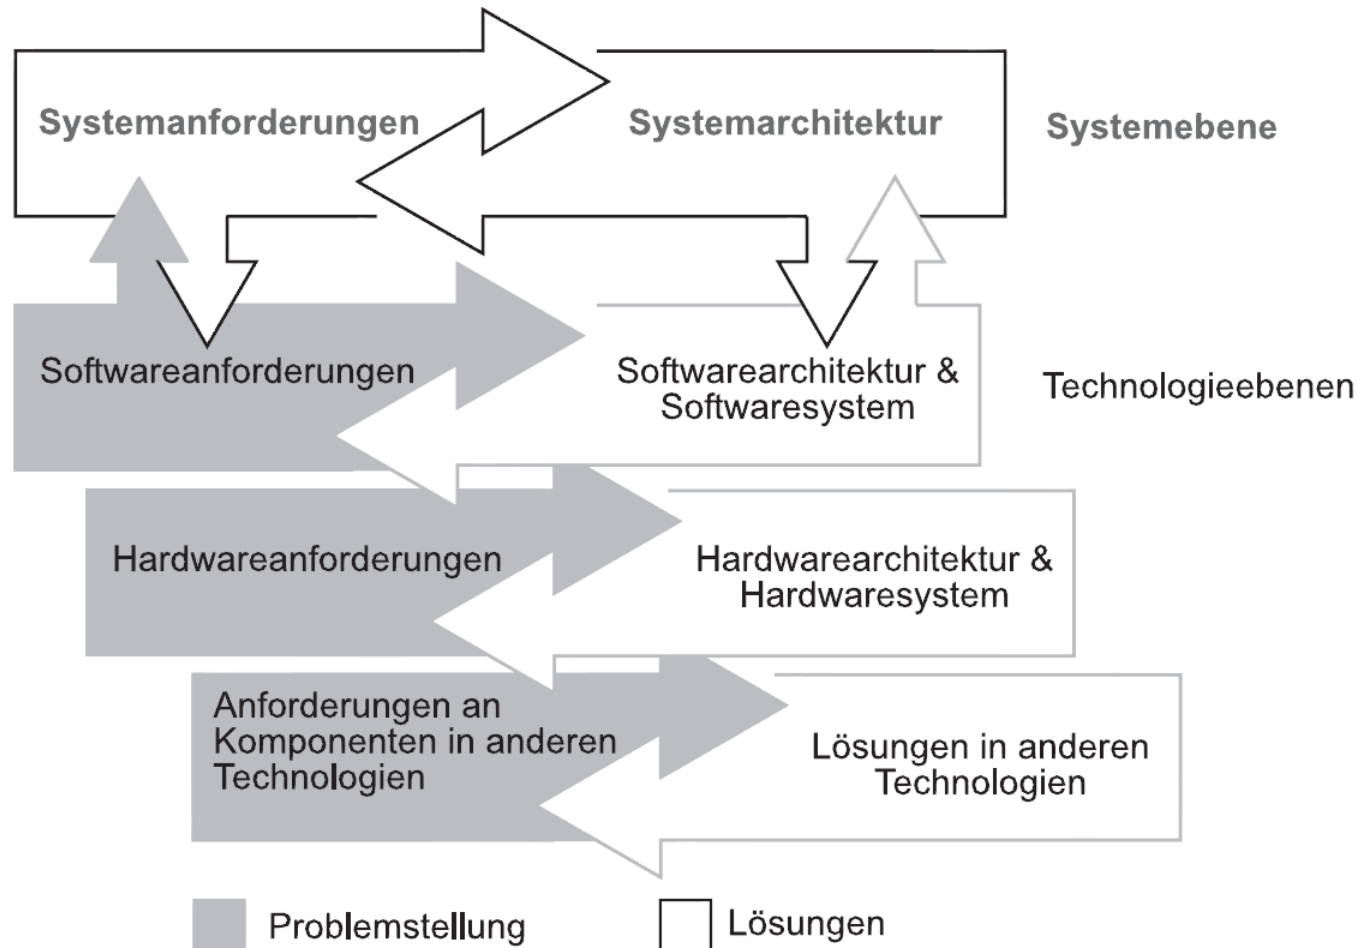 Systemanforderungen
Systemarchitektur
Systemebene
Softwareanforderungen
Softwarearchitektur &
Softwaresystem
Technologieebenen
Hardwareanforderungen
Hardwarearchitektur &
Hardwaresystem
Anforderungen an
Komponenten in anderen
Technologien
Lösungen in anderen
Technologien
Problemstellung
Lösungen